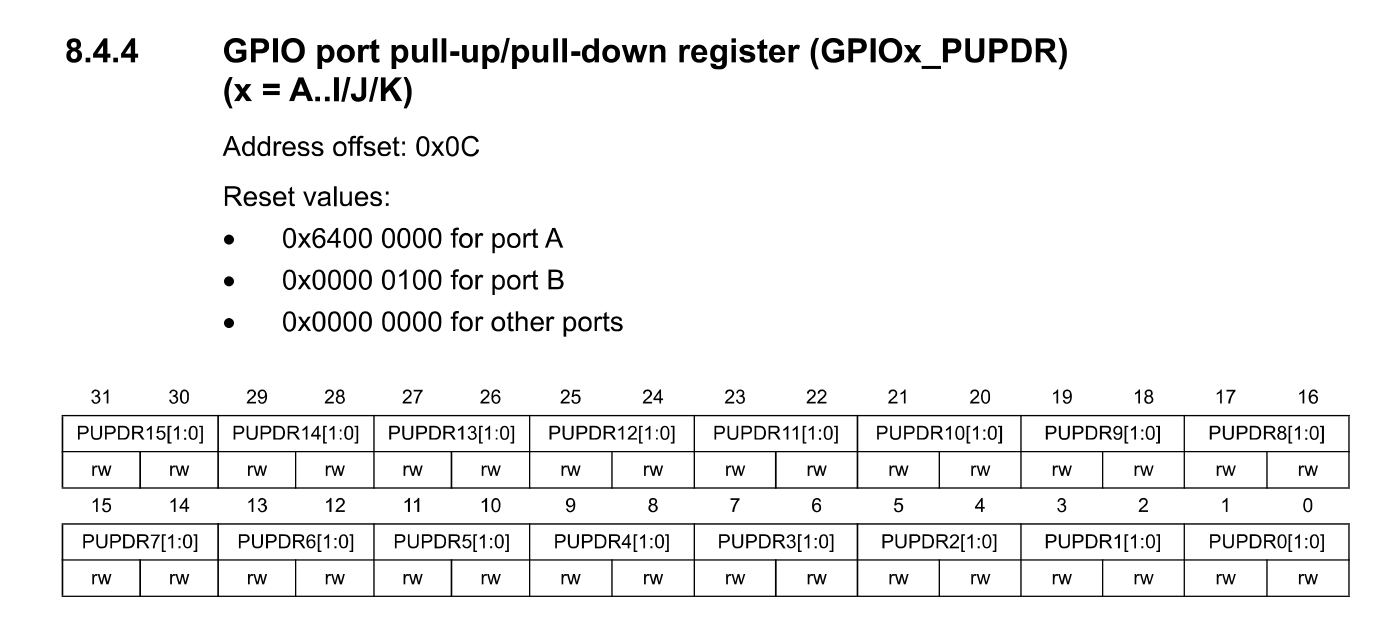 8.4.4 GPIO port pull-up/pull-down register (GPIOx_PUPDR)
(x = A..I/J/K)
Address offset: 0x0C
Reset values:
• 0x6400 0000 for port A
• 0x0000 0100 for port B
• 0x0000 0000 for other ports
31 30 29 28 27 26 25 24 23 22 21 20 19 18 17 16
PUPDR15[1:0] PUPDR14[1:0] PUPDR13[1:0] PUPDR12[1:0] PUPDR11[1:0] PUPDR10[1:0] PUPDR9[1:0] PUPDR8[1:0]
rw rw rw rw rw rw rw rw rw rw rw rw rw rw rw rw
15 14 13 12 11 10 9 8 7 6 5 4 3 2 1 0
PUPDR7[1:0] PUPDR6[1:0] PUPDR5[1:0] PUPDR4[1:0] PUPDR3[1:0] PUPDR2[1:0] PUPDR1[1:0] PUPDR0[1:0]
rw rw rw rw rw rw rw rw rw rw rw rw rw rw rw rw